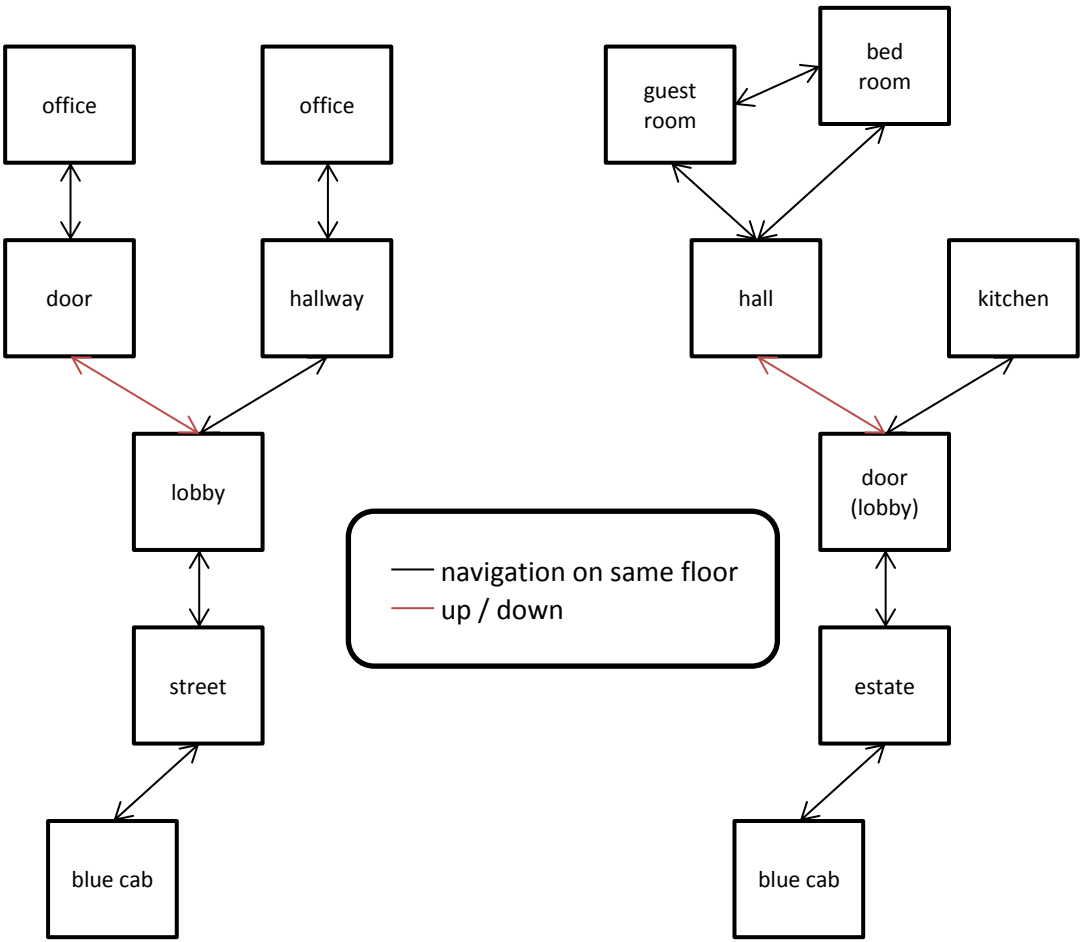 office
office
guest
room
bed
room
door
hallway
hall
kitchen
lobby
door
(lobby)
navigation on same floor
up / down
street
estate
blue cab
blue cab